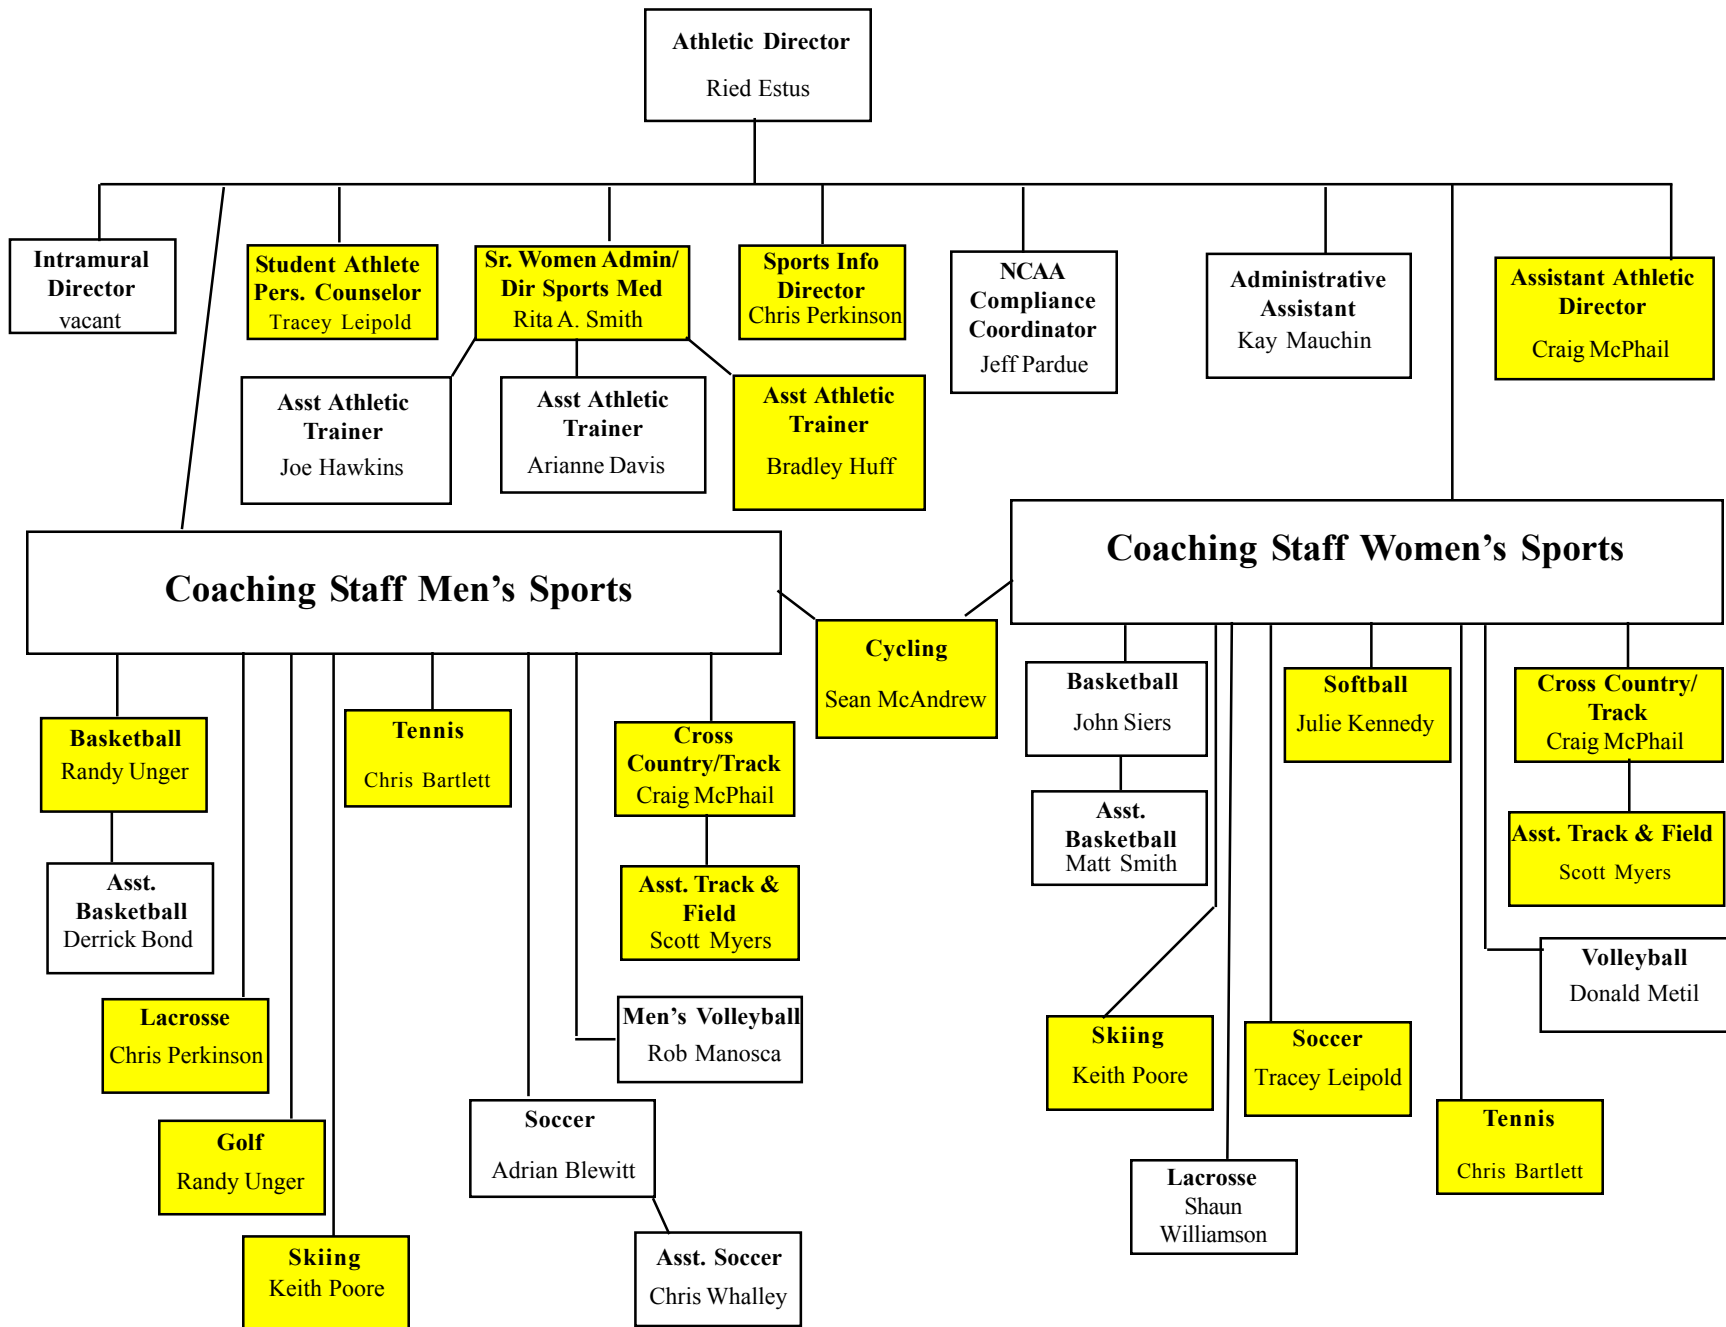 Athletic Director
Ried Estus
Intramural
Director
vacant
Student Athlete
Pers. Counselor
Tracey Leipold
Sr. Women Admin/
Dir Sports Med
Rita A. Smith
Sports Info
Director
Chris Perkinson
NCAA
Compliance
Coordinator
Jeff Pardue
Administrative
Assistant
Kay Mauchin
Assistant Athletic
Director
Craig McPhail
Asst Athletic
Trainer
Joe Hawkins
Asst Athletic
Trainer
Arianne Davis
Asst Athletic
Trainer
Bradley Huff
Coaching Staff Men’s Sports
Coaching Staff Women’s Sports
Cycling
Sean McAndrew
Basketball
Randy Unger
Asst.
Basketball
Derrick Bond
Tennis
Chris Bartlett
Cross
Country/Track
Craig McPhail
Asst. Track &
Field
Scott Myers
Lacrosse
Chris Perkinson
Men’s Volleyball
Rob Manosca
Golf
Randy Unger
Soccer
Adrian Blewitt
Skiing
Keith Poore
Asst. Soccer
Chris Whalley
Basketball
John Siers
Asst.
Basketball
Matt Smith
Softball
Julie Kennedy
Cross Country/
Track
Craig McPhail
Asst. Track & Field
Scott Myers
Volleyball
Donald Metil
Skiing
Keith Poore
Soccer
Tracey Leipold
Tennis
Chris Bartlett
Lacrosse
Shaun
Williamson